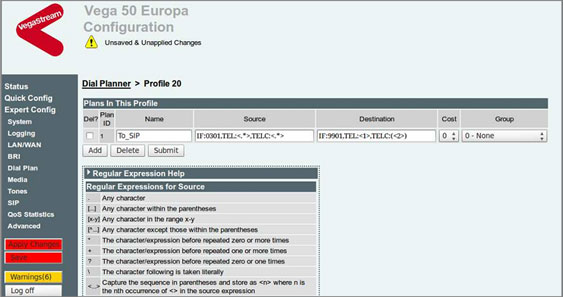 VegaStream
Vega 50 Europa
Configuration
Unsaved & Unapplied Changes
Status
Quick Config
Expert Config
System
Logging
LAN/WAN
BRI
Dial Plan
Media
Tones
SIP
QoS Statistics
Advanced
Apply Changes
Save
Warnings(6)
Log off
Dial Planner > Profile 20
Plans In This Profile
Del? Plan ID Name Source Destination Cost Group
1 To_SIP IF:0301,TEL:<.*>,TELC:<.*> IF:9901,TEL:<1>,TELC:(<2>) 0 0 - None
Add Delete Submit
Regular Expression Help
Regular Expressions for Source
. Any character
[...] Any character within the parentheses
[x-y] Any character in the range x-y
[^...] Any character except those within the parentheses
* The character/expression before repeated zero or more times
+ The character/expression before repeated one or more times
? The character/expression before repeated zero or one times
\ The character following is taken literally
<...> Capture the sequence in parentheses and store as <n> where n is
the nth occurrence of <> in the source expression